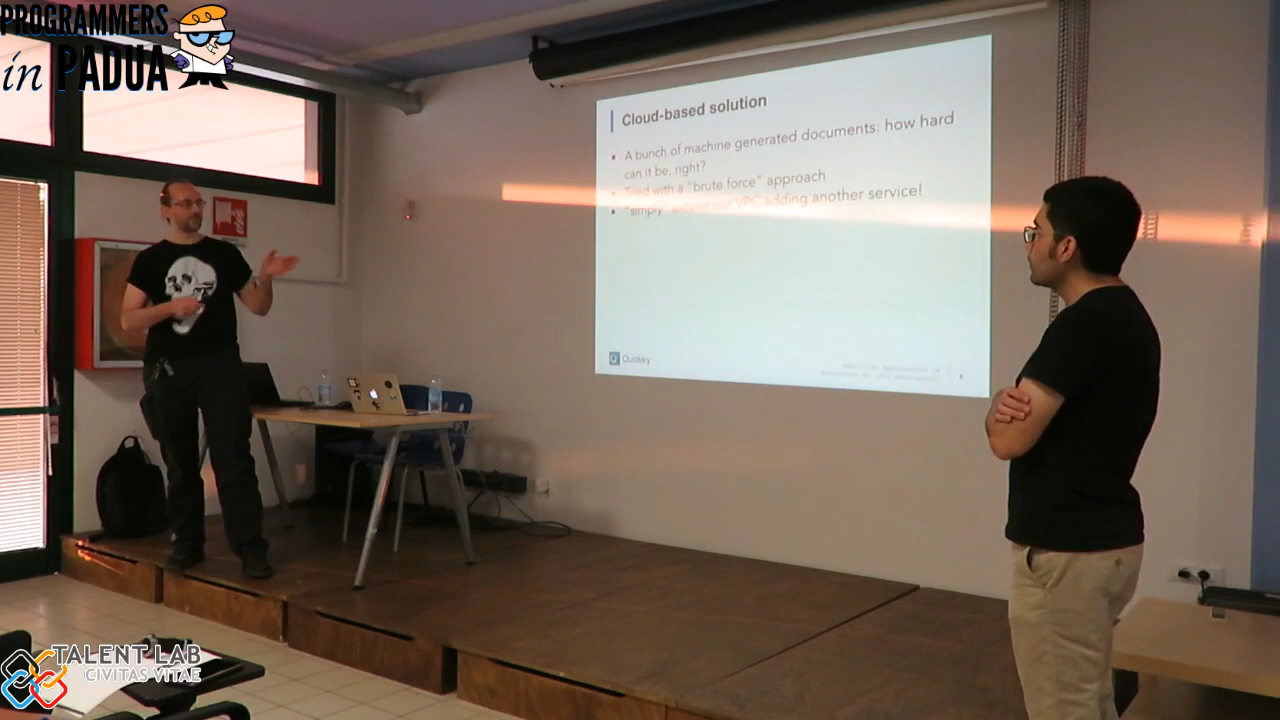 PROGRAMMERS
in PADUA
Cloud-based solution
• A bunch of machine generated documents: how hard
can it be, right?
• Tried with a "brute force" approach
• "simply" extend our VPC adding another service!
Qubikky
TALENT LAB
CIVITAS VITAE